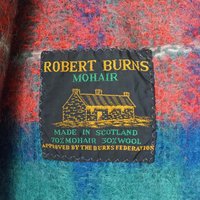 ROBERT BURNS
MOHAIR
MADE IN SCOTLAND
70% MOHAIR 30% WOOL
APPROVED BY THE BURNS FEDERATION